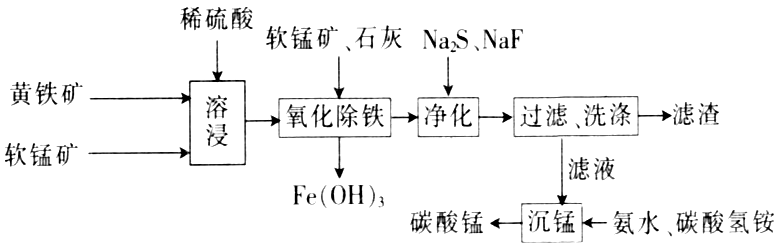 稀硫酸
软锰矿、石灰
Na₂S、NaF
黄铁矿
软锰矿
溶浸
氧化除铁
净化
过滤、洗涤
滤渣
Fe(OH)₃
滤液
碳酸锰
沉锰
氨水、碳酸氢铵